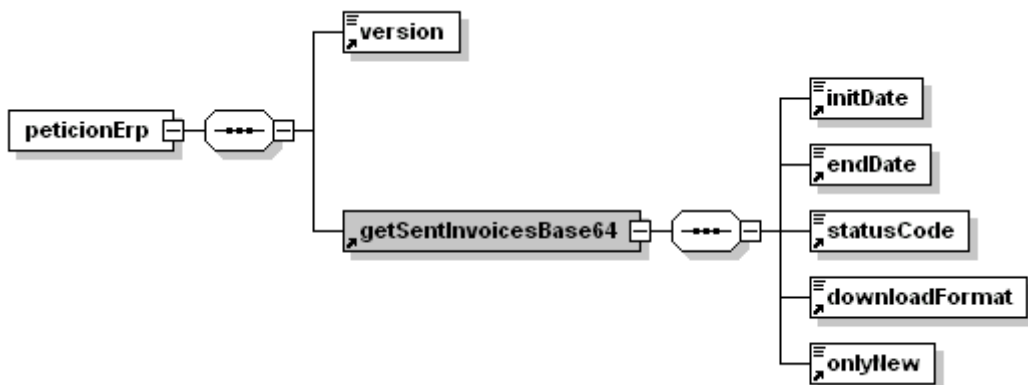 version
peticionErp
getSentInvoicesBase64
initDate
endDate
statusCode
downloadFormat
onlyNew